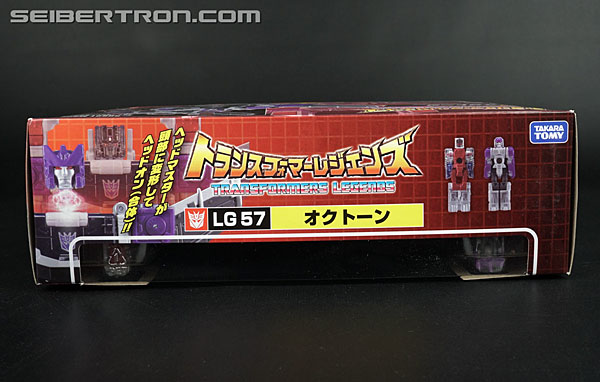 SEIBERTRON.COM
ヘッドマスターが
頭部に変形して
ヘッドオン(合体)!!
トランスフォーマーレジェンズ
TRANSFORMERS LEGENDS
LG57
オクトーン
TAKARA
TOMY